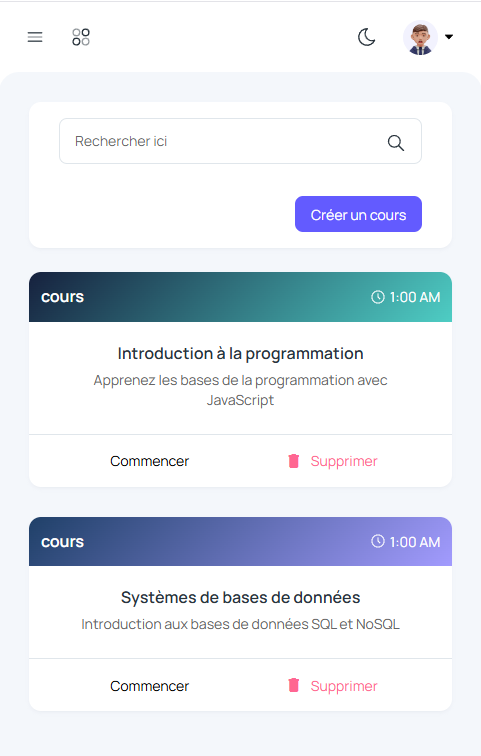 Rechercher ici
Créer un cours
cours
1:00 AM
Introduction à la programmation
Apprenez les bases de la programmation avec
JavaScript
Commencer
Supprimer
cours
1:00 AM
Systèmes de bases de données
Introduction aux bases de données SQL et NoSQL
Commencer
Supprimer